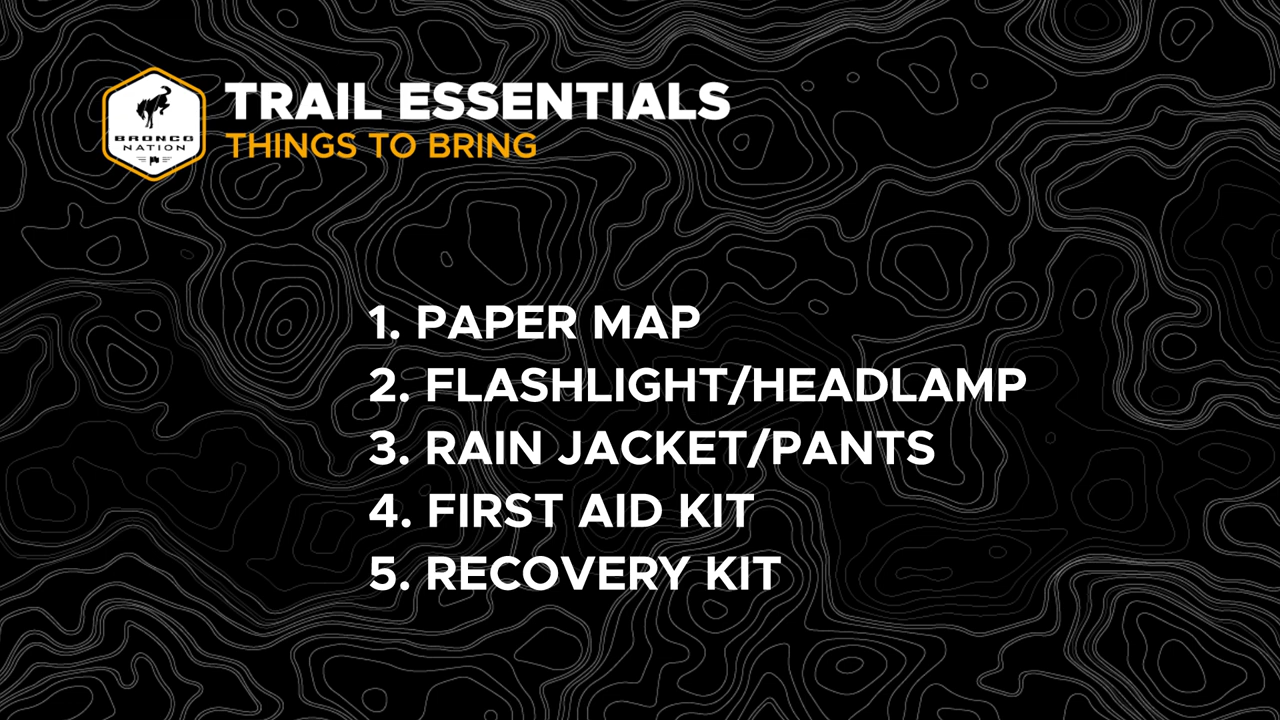 TRAIL ESSENTIALS
THINGS TO BRING
BRONCO
NATION
1. PAPER MAP
2. FLASHLIGHT/HEADLAMP
3. RAIN JACKET/PANTS
4. FIRST AID KIT
5. RECOVERY KIT